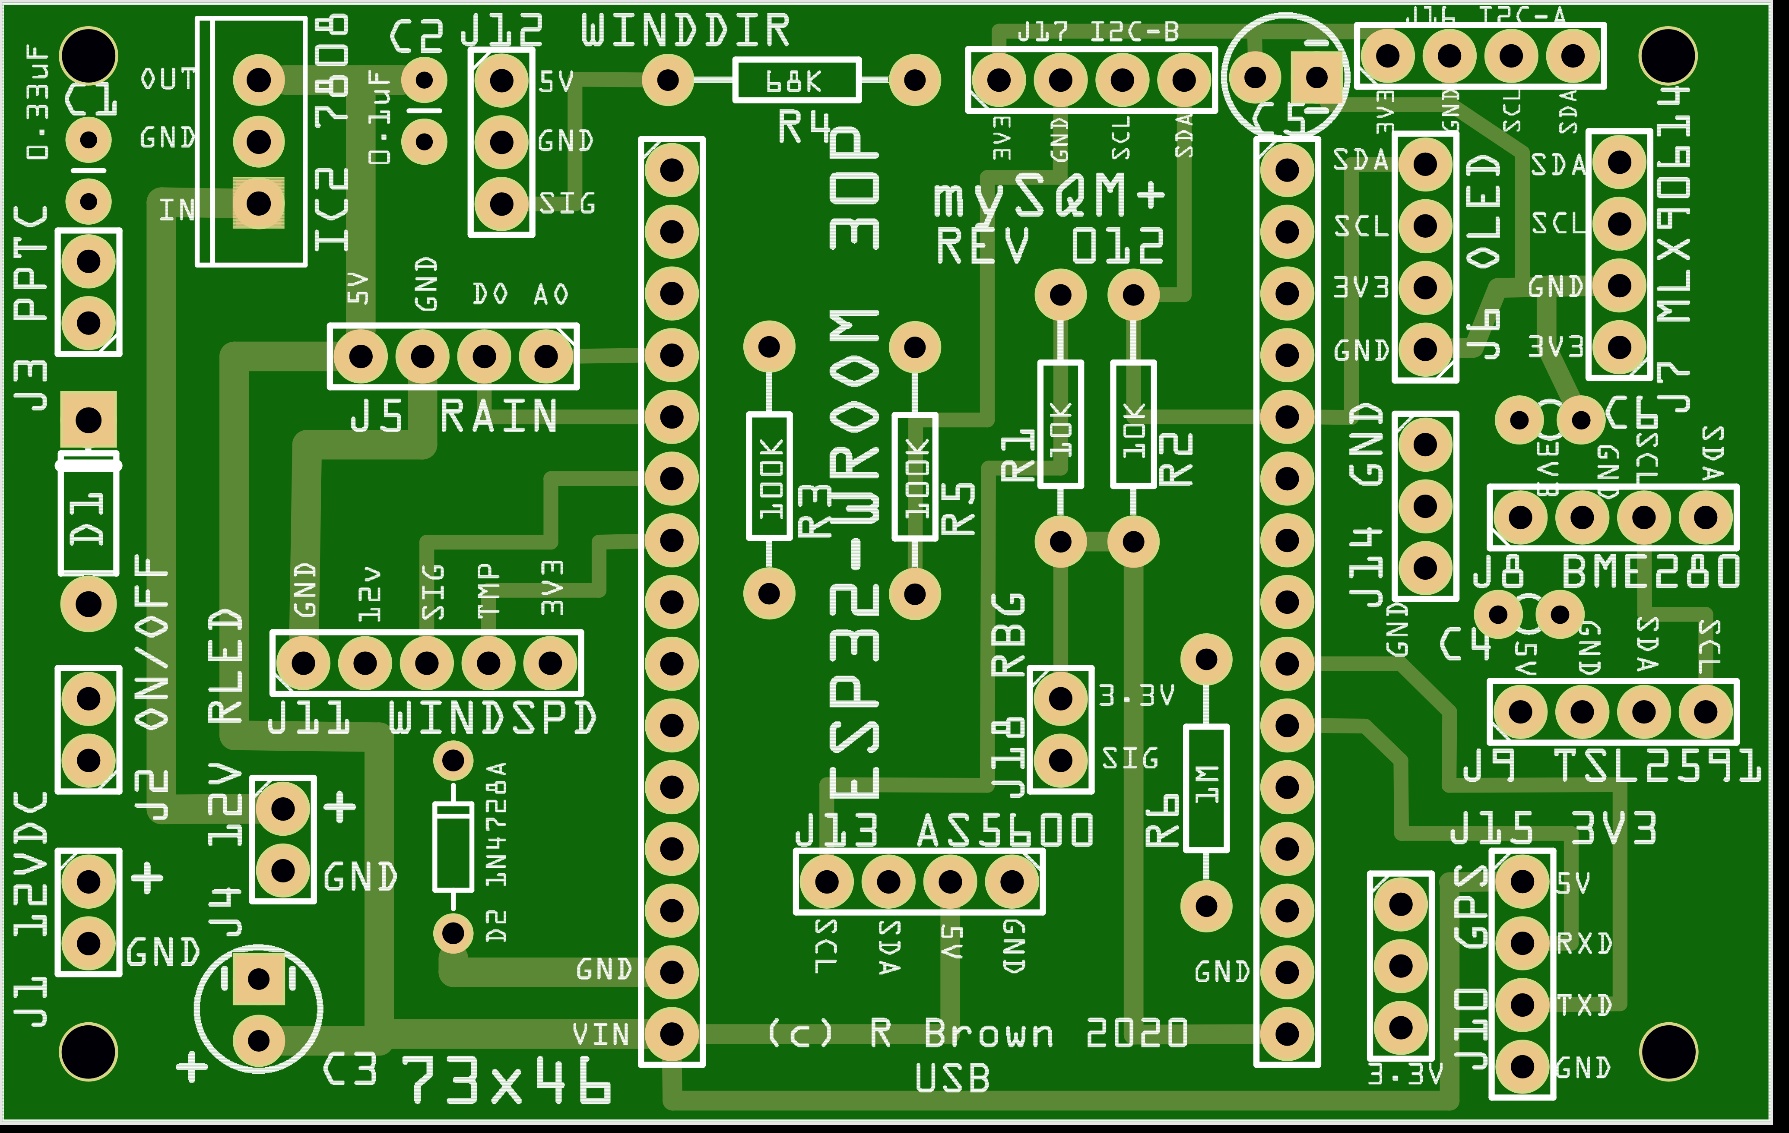 0.33uF
C1
OUT
GND
IN
IC2 7808
C2
0.1uF
J12 WINDDIR
5V
GND
SIG
68K
R4
J17 I2C-B
3V3
GND
SCL
SDA
C5
J16 I2C-A
3V3
GND
SCL
SDA
mySQM+
REV 012
SDA
SCL
3V3
GND
J6 OLED
SDA
SCL
GND
3V3
J7 MLX90614
J3 PPTC
5V
GND
D0 A0
J5 RAIN
D1
100K
R3
ESP32-WROOM 30P
100K
R5
10K
R1
10K
R2
J14 GND
GND
C6
3V3
GND
SCL
SDA
J8 BME280
C4
5V
GND
SDA
SCL
J9 TSL2591
J2 ON/OFF
RLED
GND
12v
SIG
TMP
3V3
J11 WINDSPD
J18 RBG
3.3V
SIG
1M
R6
J4 12V
+
GND
D2 1N4728A
J13 AS5600
SCL
SDA
5V
GND
J15 3V3
3.3V
J10 GPS
5V
RXD
TXD
GND
J1 12VDC
+
GND
GND
VIN
GND
+
C3
73x46
(c) R Brown 2020
USB